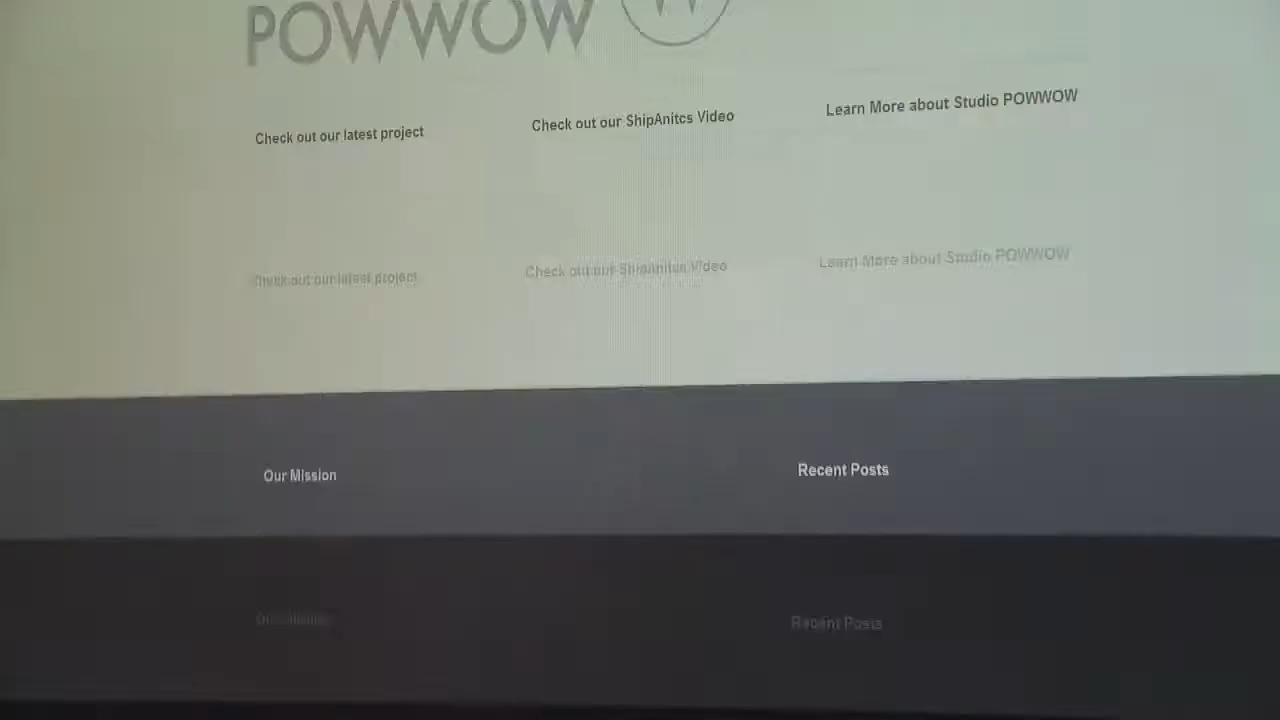 POWWOW W
Check out our latest project
Check out our ShipAnitcs Video
Learn More about Studio POWWOW
Check out our latest project
Check out our ShipAnitcs Video
Learn More about Studio POWWOW
Our Mission
Recent Posts
Recent Posts